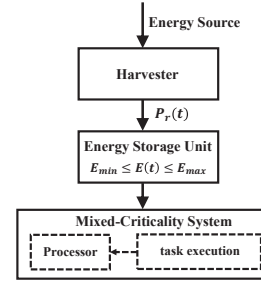 Energy Source
Harvester
P_r(t)
Energy Storage Unit
E_min ≤ E(t) ≤ E_max
Mixed-Criticality System
Processor
task execution